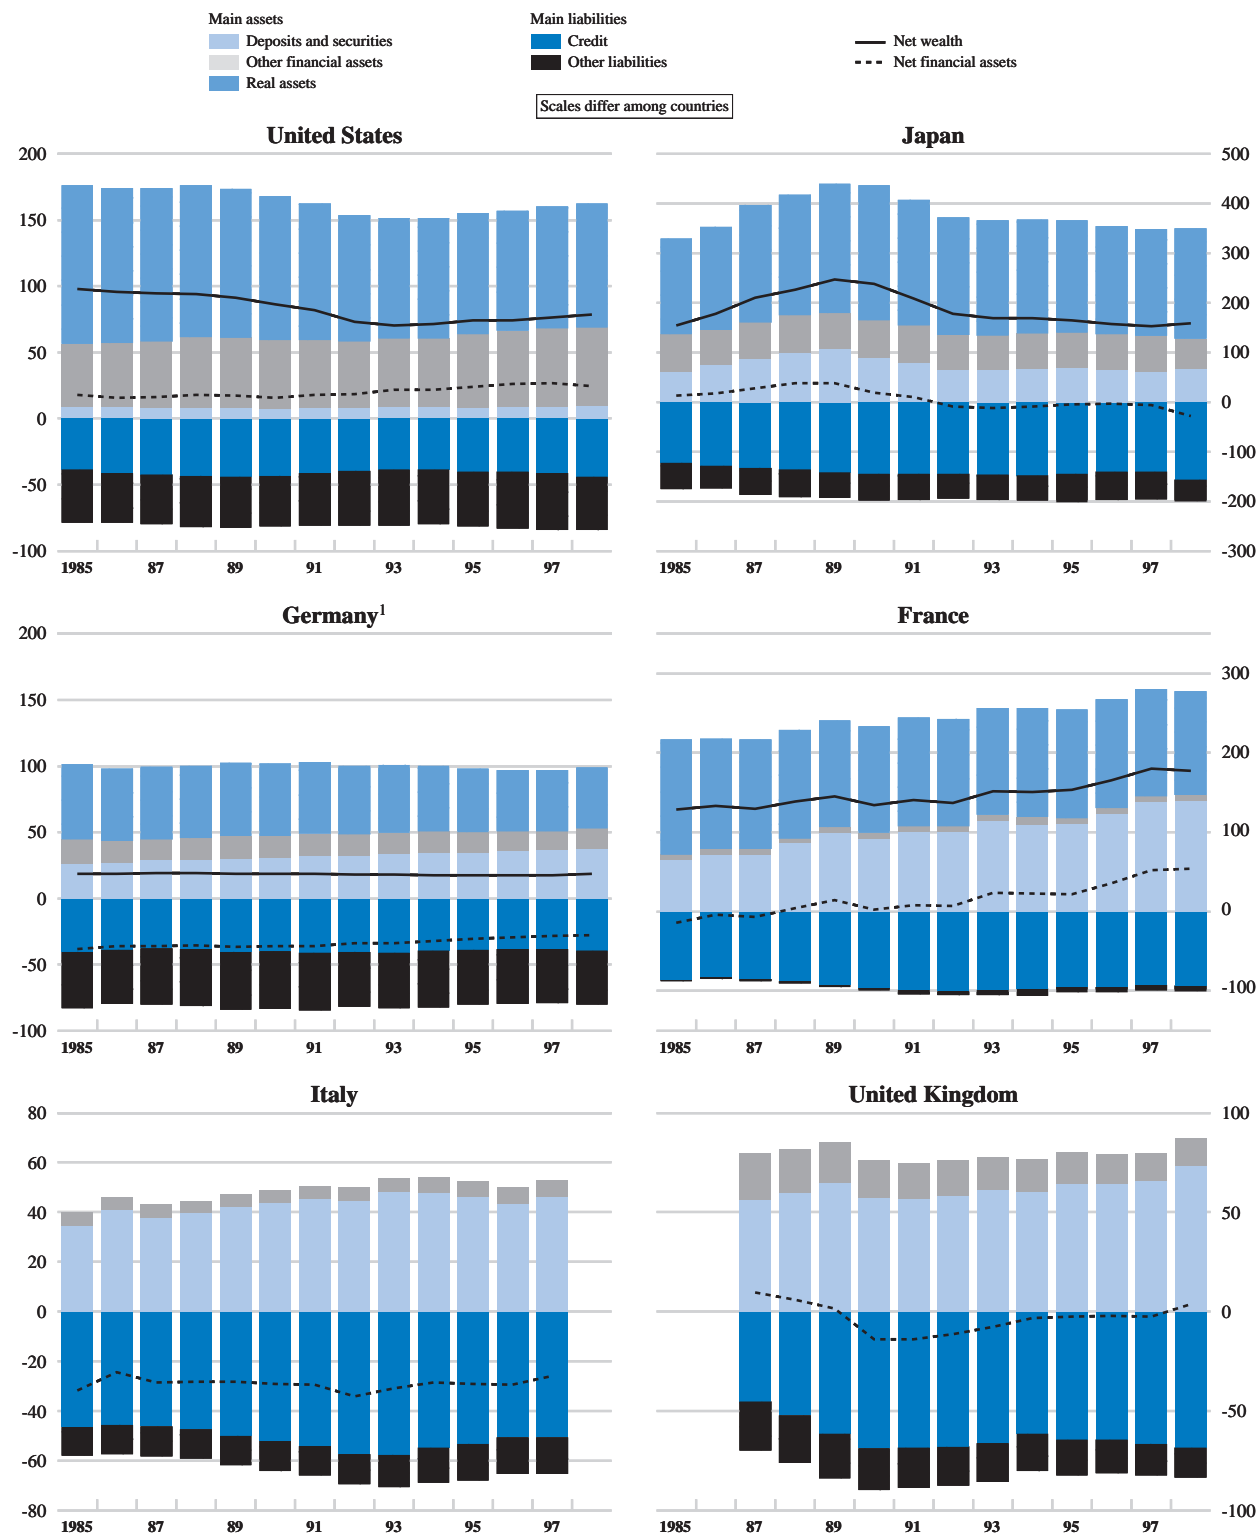 Main assets
Main liabilities
Deposits and securities
Credit
Net wealth
Other financial assets
Other liabilities
Net financial assets
Real assets
Scales differ among countries
United States
200
150
100
50
0
-50
-100
1985 87 89 91 93 95 97
Japan
500
400
300
200
100
0
-100
-200
-300
1985 87 89 91 93 95 97
Germany¹
200
150
100
50
0
-50
-100
1985 87 89 91 93 95 97
France
300
200
100
0
-100
1985 87 89 91 93 95 97
Italy
80
60
40
20
0
-20
-40
-60
-80
1985 87 89 91 93 95 97
United Kingdom
100
50
0
-50
-100
1985 87 89 91 93 95 97